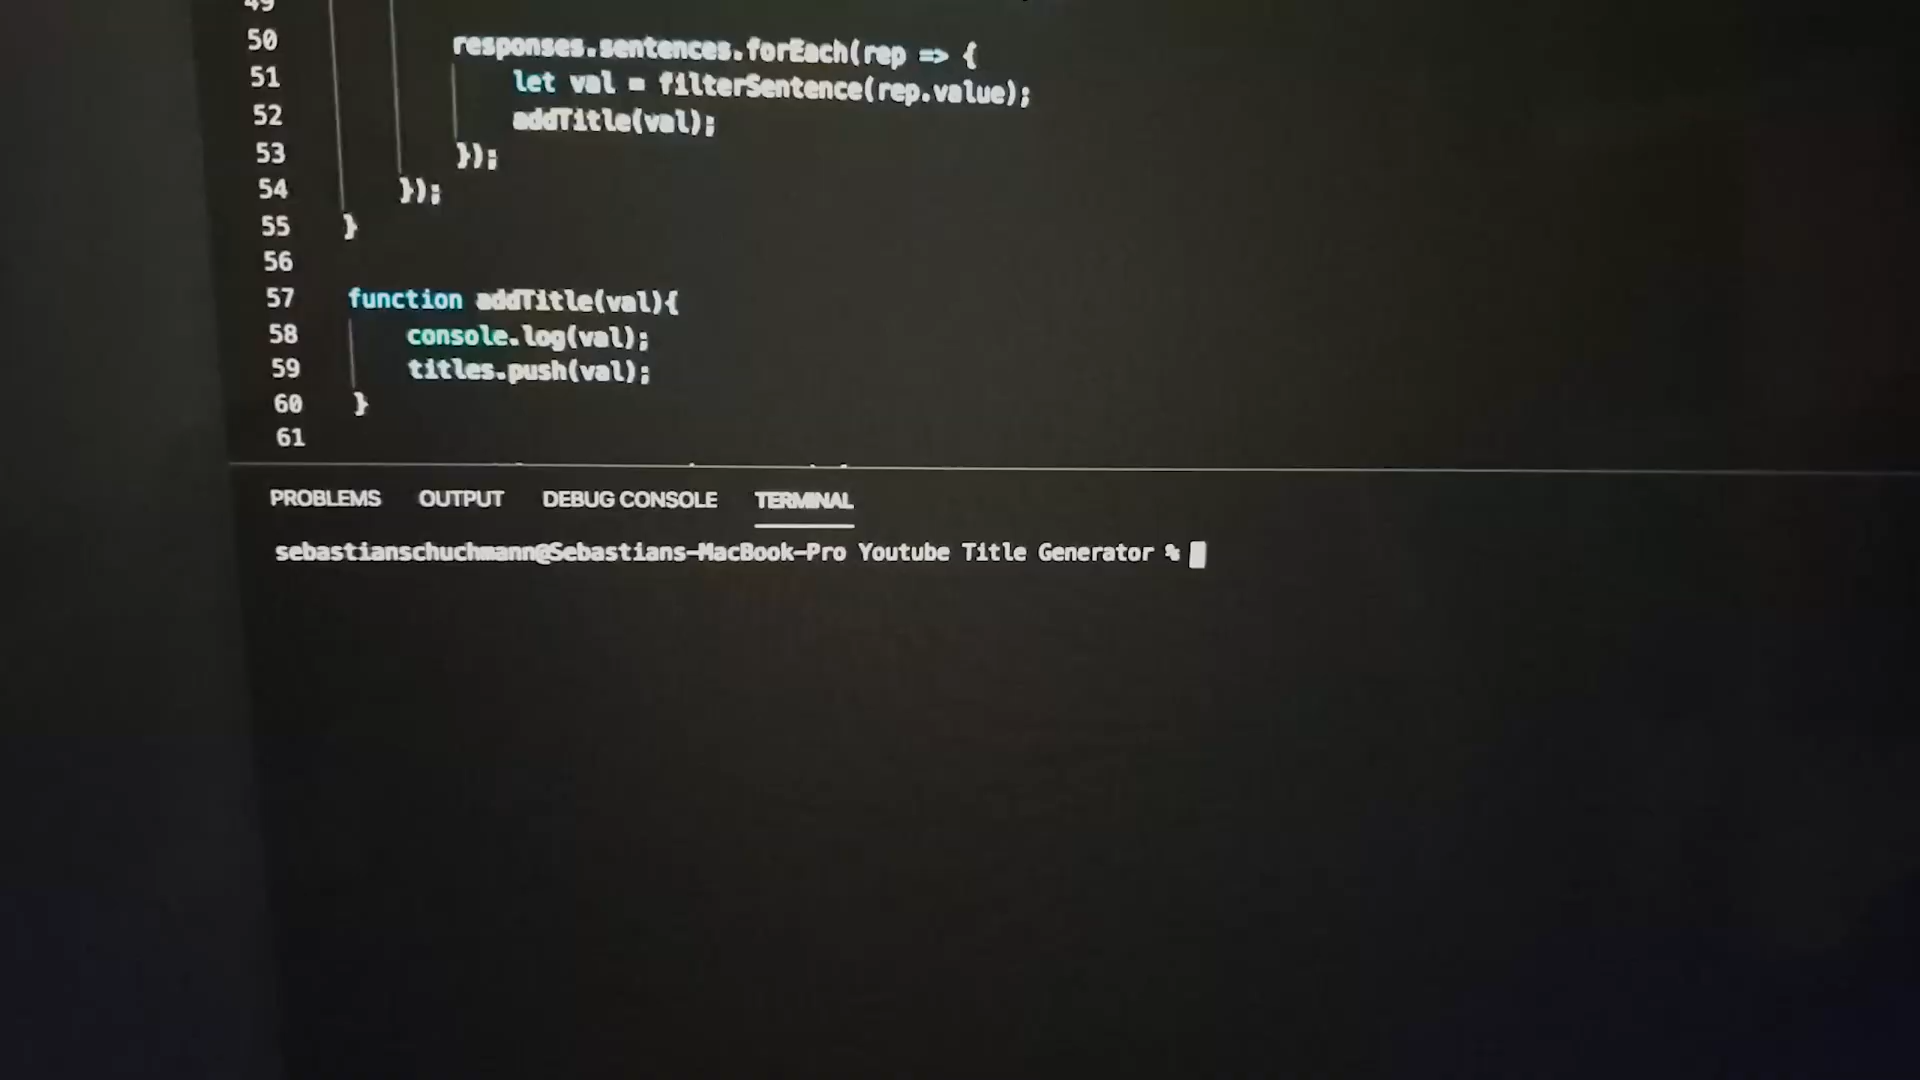 49
50 responses.sentences.forEach(rep => {
51 let val = filterSentence(rep.value);
52 addTitle(val);
53 });
54 });
55 }
56
57 function addTitle(val){
58 console.log(val);
59 titles.push(val);
60 }
61
PROBLEMS OUTPUT DEBUG CONSOLE TERMINAL
sebastianschuchmann@Sebastians-MacBook-Pro Youtube Title Generator %